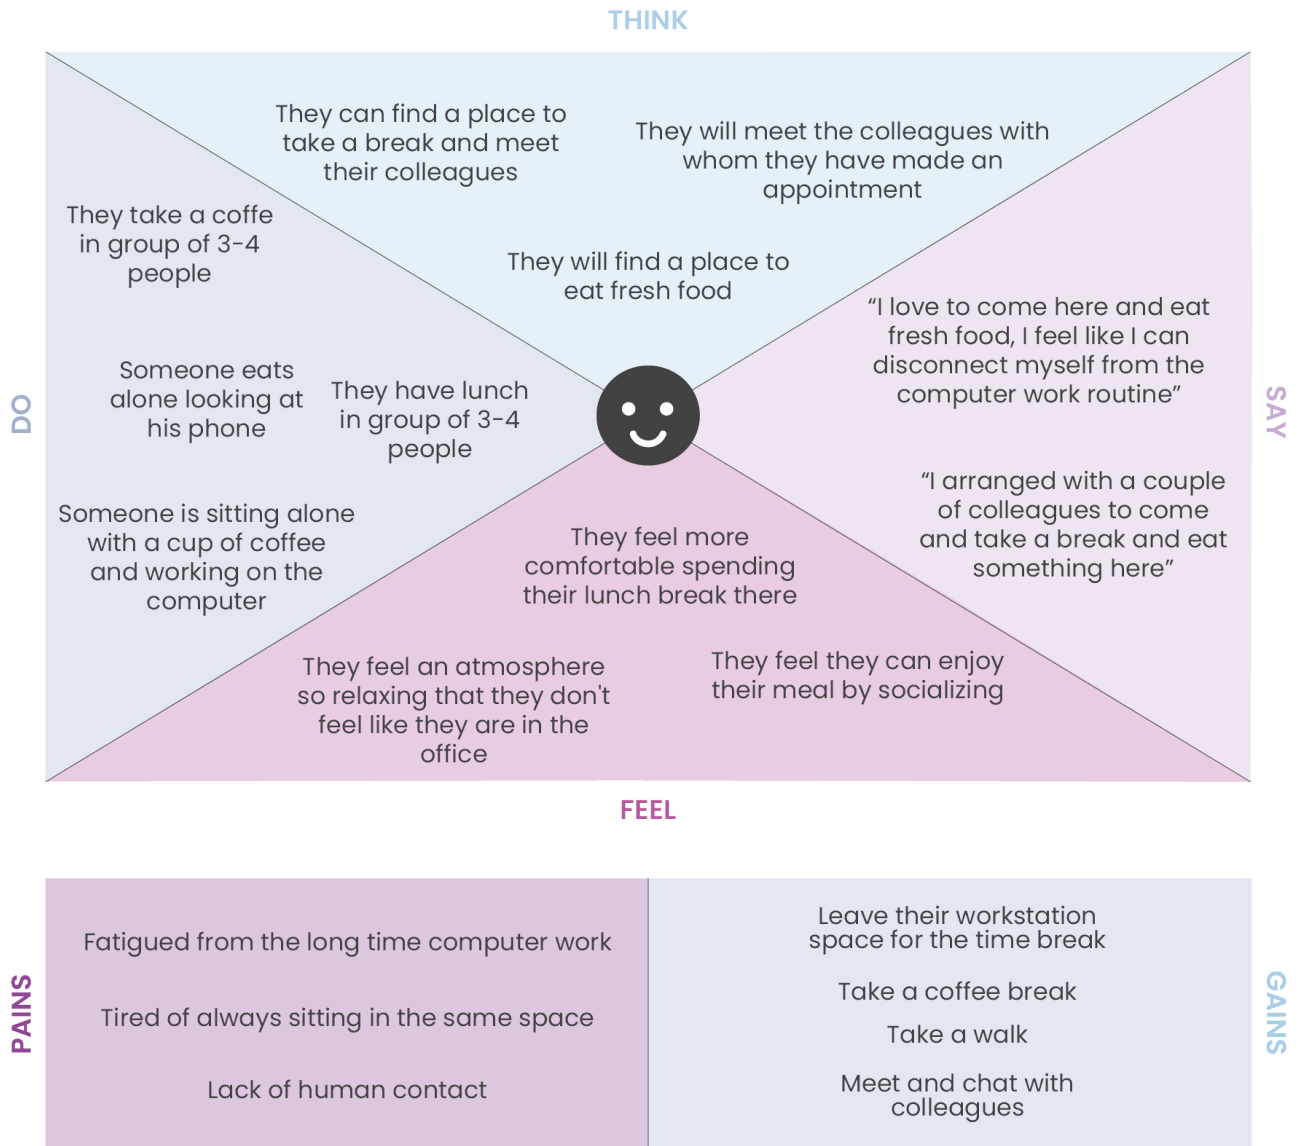 THINK
They can find a place to
take a break and meet
their colleagues
They will meet the colleagues with
whom they have made an
appointment
They will find a place to
eat fresh food
DO
They take a coffe
in group of 3-4
people
Someone eats
alone looking at
his phone
They have lunch
in group of 3-4
people
Someone is sitting alone
with a cup of coffee
and working on the
computer
SAY
“I love to come here and eat
fresh food, I feel like I can
disconnect myself from the
computer work routine”
“I arranged with a couple
of colleagues to come
and take a break and eat
something here”
They feel more
comfortable spending
their lunch break there
They feel an atmosphere
so relaxing that they don't
feel like they are in the
office
They feel they can enjoy
their meal by socializing
FEEL
PAINS
Fatigued from the long time computer work
Tired of always sitting in the same space
Lack of human contact
GAINS
Leave their workstation
space for the time break
Take a coffee break
Take a walk
Meet and chat with
colleagues